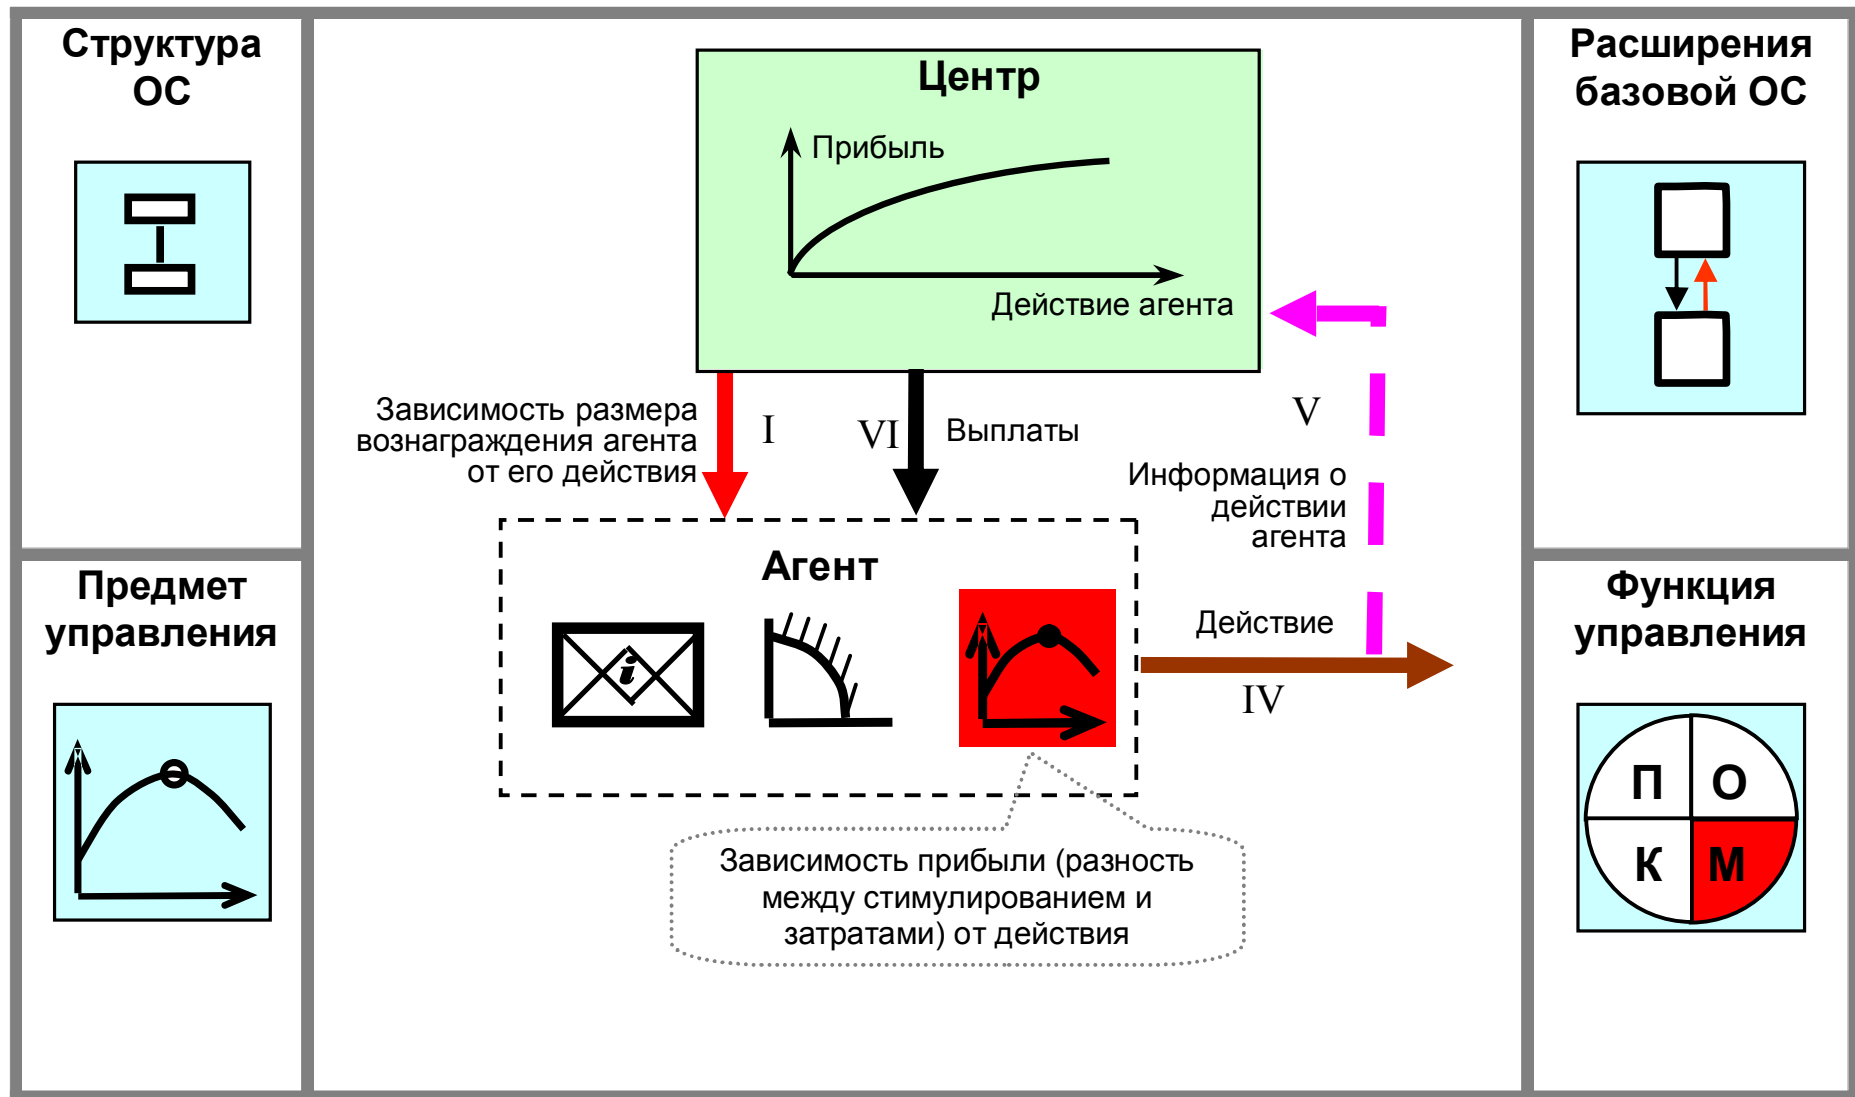 Структура
ОС
Предмет
управления
Центр
Прибыль
Действие агента
Зависимость размера
вознаграждения агента
от его действия
I
VI
Выплаты
V
Информация о
действии
агента
Агент
i
Действие
IV
Зависимость прибыли (разность
между стимулированием и
затратами) от действия
Расширения
базовой ОС
Функция
управления
П О
К М